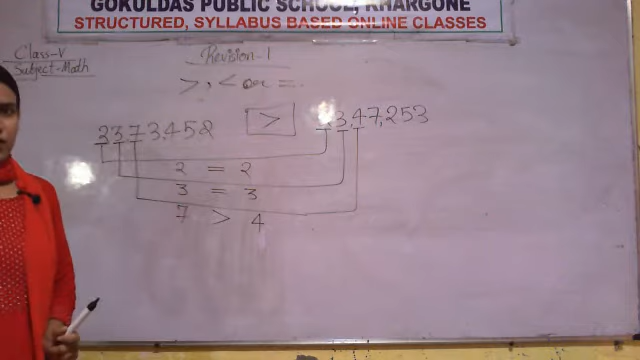 GOKULDAS PUBLIC SCHOOL, KHARGONE
STRUCTURED, SYLLABUS BASED ONLINE CLASSES
Class-V
Subject-Math
Revision-1
>, < or =.
2373452 > 3,47,253
2 = 2
3 = 3
7 > 4